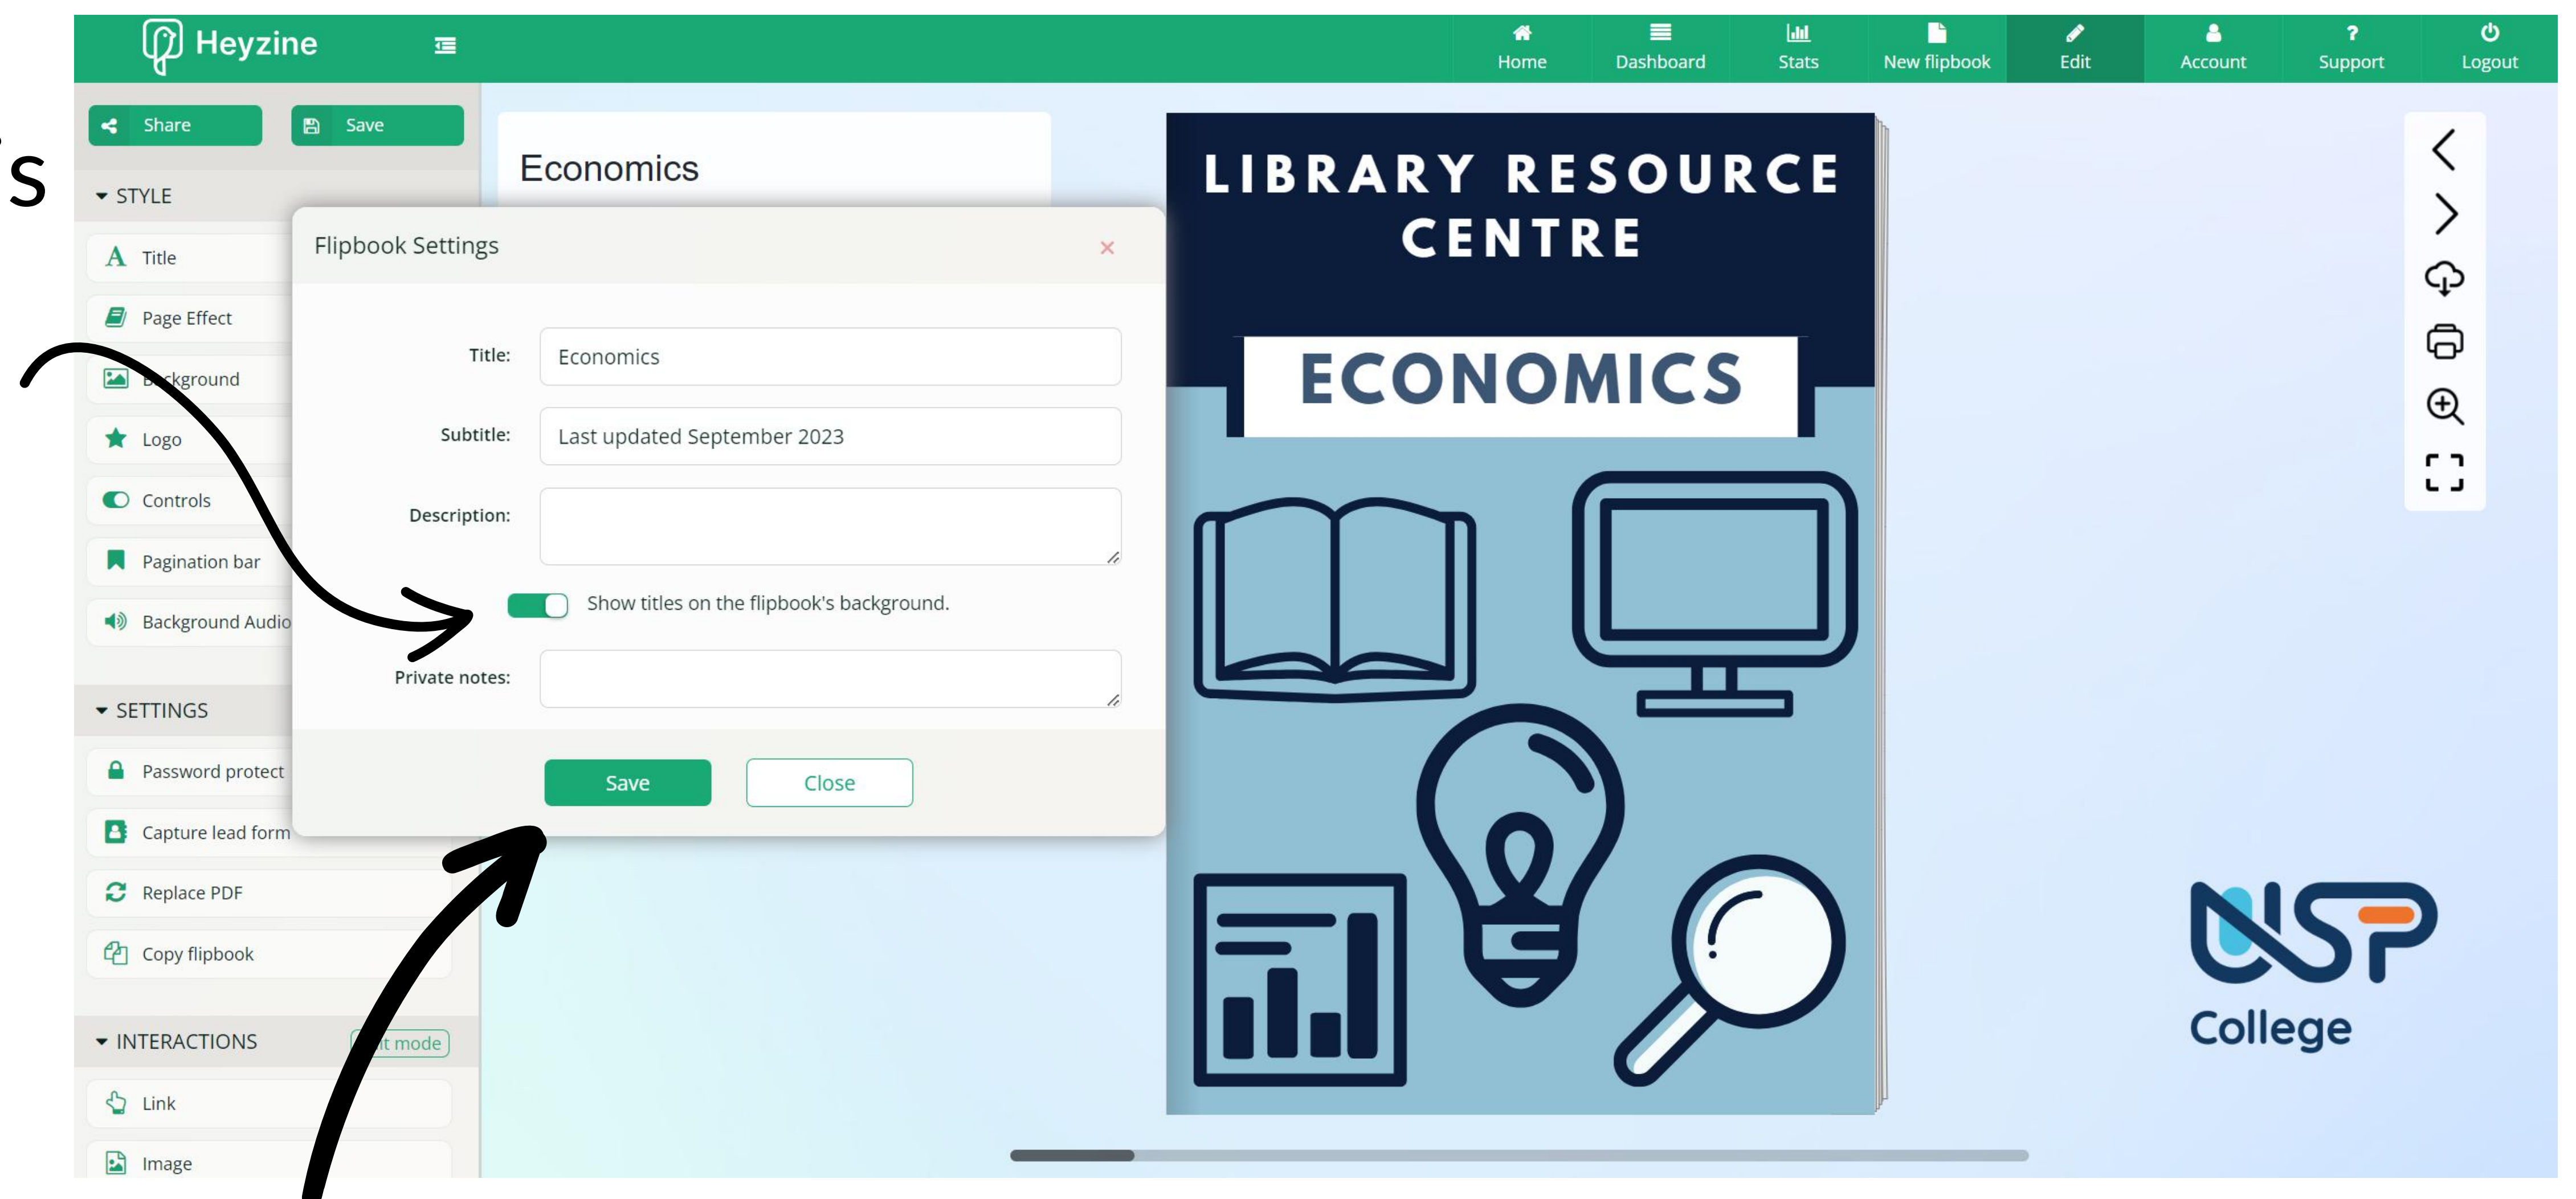 Heyzine
Home
Dashboard
Stats
New flipbook
Edit
Account
Support
Logout
Share
Save
s
STYLE
Title
Page Effect
Background
Logo
Controls
Pagination bar
Background Audio
SETTINGS
Password protect
Capture lead form
Replace PDF
Copy flipbook
INTERACTIONS
mode
Link
Image
Economics
Flipbook Settings
Title:
Economics
Subtitle:
Last updated September 2023
Description:
Show titles on the flipbook's background.
Private notes:
Save
Close
LIBRARY RESOURCE
CENTRE
ECONOMICS
USP
College